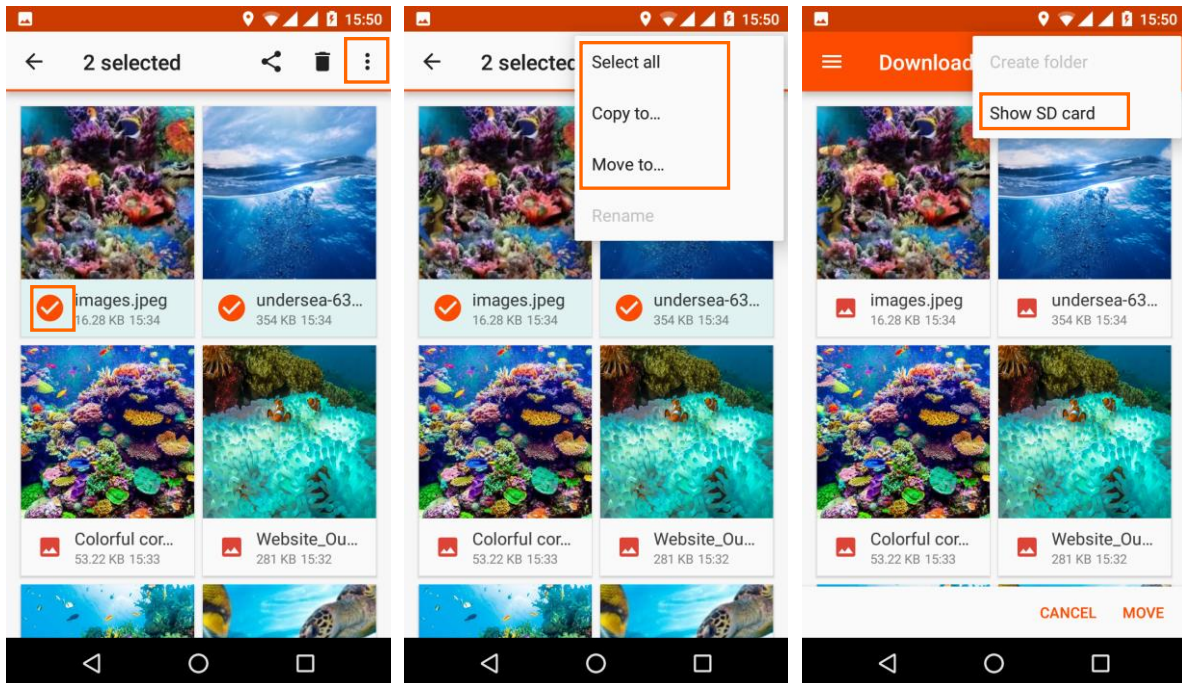 15:50
2 selected
images.jpeg
16.28 KB 15:34
undersea-63...
354 KB 15:34
Colorful cor...
53.22 KB 15:33
Website_Ou...
281 KB 15:32
15:50
2 selected
Select all
Copy to...
Move to...
Rename
images.jpeg
16.28 KB 15:34
undersea-63...
354 KB 15:34
Colorful cor...
53.22 KB 15:33
Website_Ou...
281 KB 15:32
15:50
Download
Create folder
Show SD card
images.jpeg
16.28 KB 15:34
undersea-63...
354 KB 15:34
Colorful cor...
53.22 KB 15:33
Website_Ou...
281 KB 15:32
CANCEL MOVE